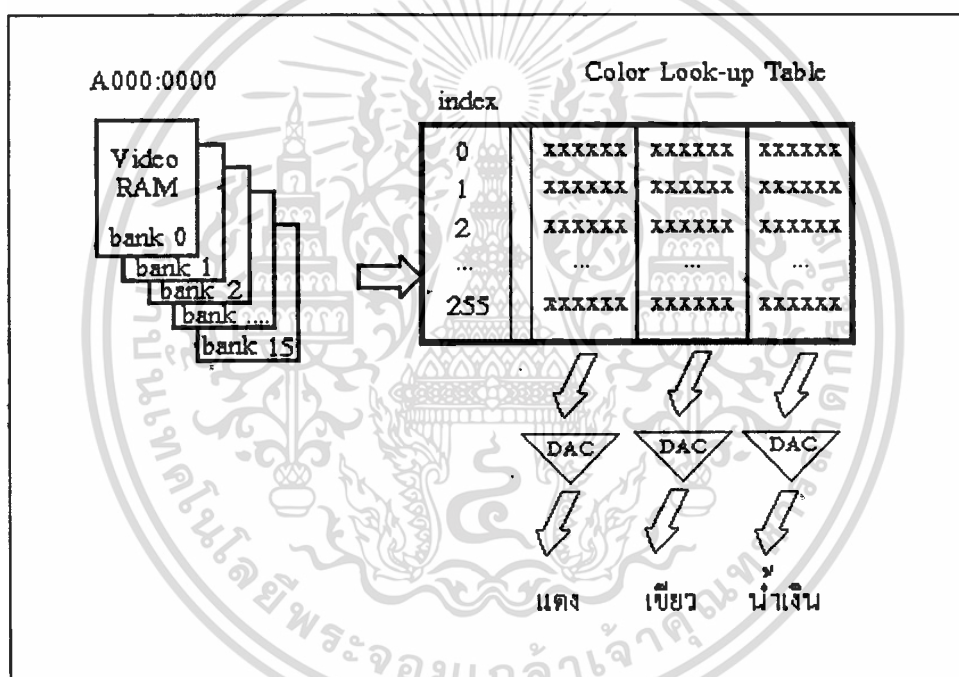 A000:0000
Color Look-up Table
index
Video
RAM
bank 0
bank 1
bank 2
bank ....
bank 15
0 xxxxxx xxxxxx xxxxxx
1 xxxxxx xxxxxx xxxxxx
2 xxxxxx xxxxxx xxxxxx
... ... ... ...
255 xxxxxx xxxxxx xxxxxx
DAC DAC DAC
แดง เขียว น้ำเงิน